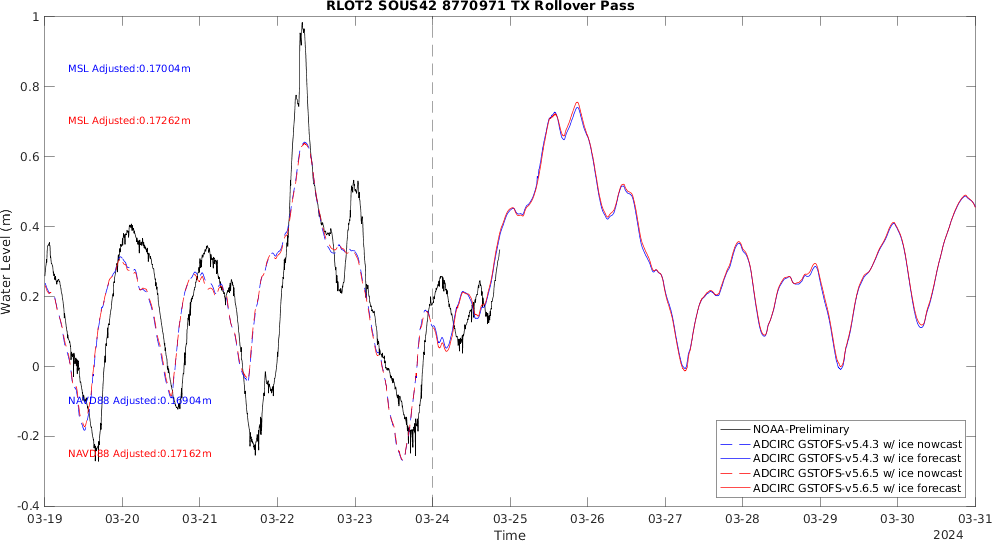 RLOT2 SOUS42 8770971 TX Rollover Pass
1
0.8
0.6
0.4
0.2
0
-0.2
-0.4
Water Level (m)
MSL Adjusted:0.17004m
MSL Adjusted:0.17262m
NAVD88 Adjusted:0.16904m
NAVD88 Adjusted:0.17162m
NOAA-Preliminary
ADCIRC GSTOFS-v5.4.3 w/ ice nowcast
ADCIRC GSTOFS-v5.4.3 w/ ice forecast
ADCIRC GSTOFS-v5.6.5 w/ ice nowcast
ADCIRC GSTOFS-v5.6.5 w/ ice forecast
03-19 03-20 03-21 03-22 03-23 03-24 03-25 03-26 03-27 03-28 03-29 03-30 03-31
Time
2024